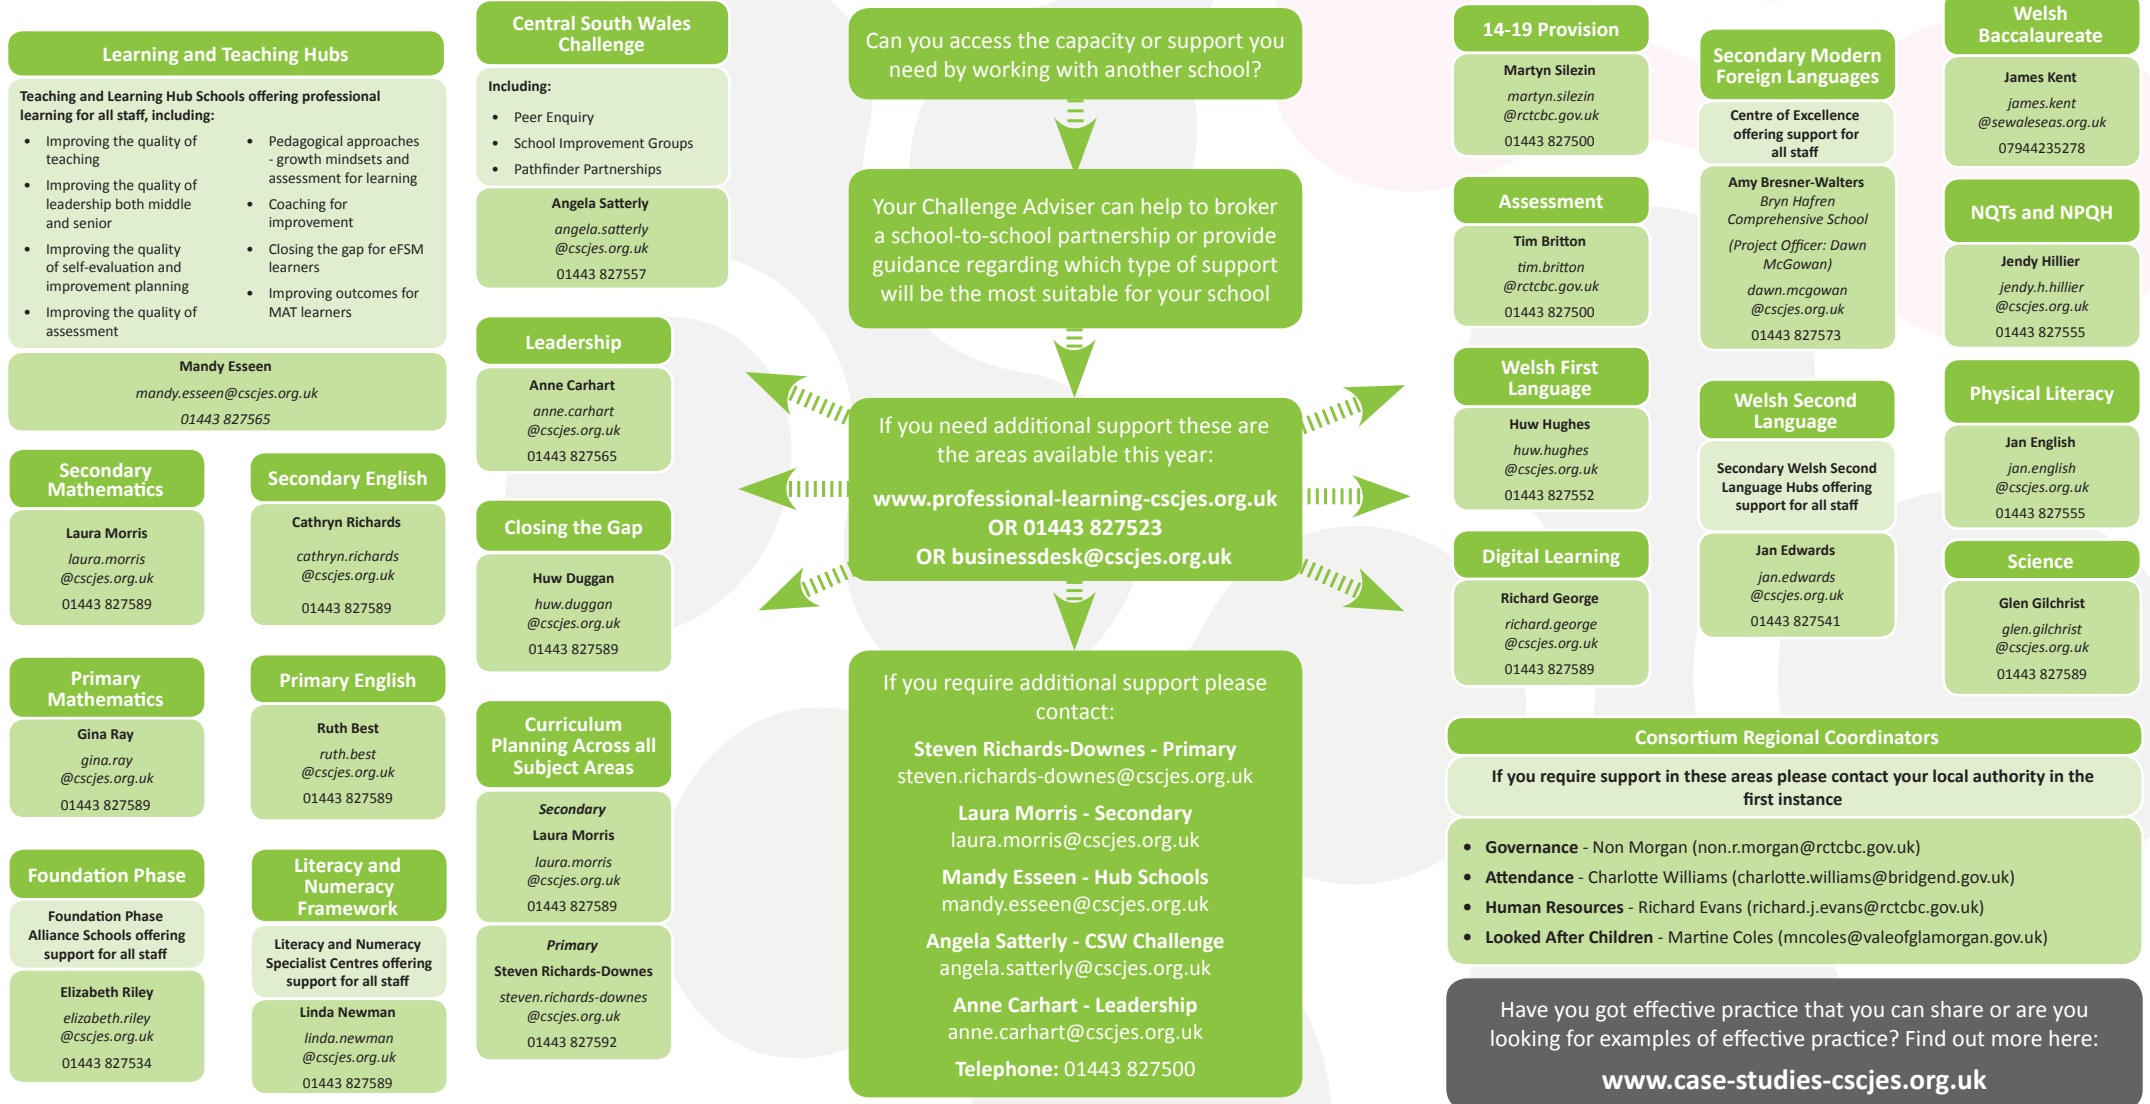 Learning and Teaching Hubs
Teaching and Learning Hub Schools offering professional
learning for all staff, including:
• Improving the quality of
teaching
• Improving the quality of
leadership both middle
and senior
• Improving the quality
of self-evaluation and
improvement planning
• Improving the quality of
assessment
• Pedagogical approaches
- growth mindsets and
assessment for learning
• Coaching for
improvement
• Closing the gap for eFSM
learners
• Improving outcomes for
MAT learners
Mandy Esseen
mandy.esseen@cscjes.org.uk
01443 827565
Secondary
Mathematics
Laura Morris
laura.morris
@cscjes.org.uk
01443 827589
Secondary English
Cathryn Richards
cathryn.richards
@cscjes.org.uk
01443 827589
Primary
Mathematics
Gina Ray
gina.ray
@cscjes.org.uk
01443 827589
Primary English
Ruth Best
ruth.best
@cscjes.org.uk
01443 827589
Foundation Phase
Foundation Phase
Alliance Schools offering
support for all staff
Elizabeth Riley
elizabeth.riley
@cscjes.org.uk
01443 827534
Literacy and
Numeracy
Framework
Literacy and Numeracy
Specialist Centres offering
support for all staff
Linda Newman
linda.newman
@cscjes.org.uk
01443 827589
Central South Wales
Challenge
Including:
• Peer Enquiry
• School Improvement Groups
• Pathfinder Partnerships
Angela Satterly
angela.satterly
@cscjes.org.uk
01443 827557
Leadership
Anne Carhart
anne.carhart
@cscjes.org.uk
01443 827565
Closing the Gap
Huw Duggan
huw.duggan
@cscjes.org.uk
01443 827589
Curriculum
Planning Across all
Subject Areas
Secondary
Laura Morris
laura.morris
@cscjes.org.uk
01443 827589
Primary
Steven Richards-Downes
steven.richards-downes
@cscjes.org.uk
01443 827592
Can you access the capacity or support you
need by working with another school?
Your Challenge Adviser can help to broker
a school-to-school partnership or provide
guidance regarding which type of support
will be the most suitable for your school
If you need additional support these are
the areas available this year:
www.professional-learning-cscjes.org.uk
OR 01443 827523
OR businessdesk@cscjes.org.uk
If you require additional support please
contact:
Steven Richards-Downes - Primary
steven.richards-downes@cscjes.org.uk
Laura Morris - Secondary
laura.morris@cscjes.org.uk
Mandy Esseen - Hub Schools
mandy.esseen@cscjes.org.uk
Angela Satterly - CSW Challenge
angela.satterly@cscjes.org.uk
Anne Carhart - Leadership
anne.carhart@cscjes.org.uk
Telephone: 01443 827500
14-19 Provision
Martyn Silezin
martyn.silezin
@rctcbc.gov.uk
01443 827500
Assessment
Tim Britton
tim.britton
@rctcbc.gov.uk
01443 827500
Welsh First
Language
Huw Hughes
huw.hughes
@cscjes.org.uk
01443 827552
Digital Learning
Richard George
richard.george
@cscjes.org.uk
01443 827589
Secondary Modern
Foreign Languages
Centre of Excellence
offering support for
all staff
Amy Bresner-Walters
Bryn Hafren
Comprehensive School
(Project Officer: Dawn
McGowan)
dawn.mcgowan
@cscjes.org.uk
01443 827573
Welsh Second
Language
Secondary Welsh Second
Language Hubs offering
support for all staff
Jan Edwards
jan.edwards
@cscjes.org.uk
01443 827541
Welsh
Baccalaureate
James Kent
james.kent
@sewaleseas.org.uk
07944235278
NQTs and NPQH
Jendy Hillier
jendy.h.hillier
@cscjes.org.uk
01443 827555
Physical Literacy
Jan English
jan.english
@cscjes.org.uk
01443 827555
Science
Glen Gilchrist
glen.gilchrist
@cscjes.org.uk
01443 827589
Consortium Regional Coordinators
If you require support in these areas please contact your local authority in the
first instance
• Governance - Non Morgan (non.r.morgan@rctcbc.gov.uk)
• Attendance - Charlotte Williams (charlotte.williams@bridgend.gov.uk)
• Human Resources - Richard Evans (richard.j.evans@rctcbc.gov.uk)
• Looked After Children - Martine Coles (mncoles@valeofglamorgan.gov.uk)
Have you got effective practice that you can share or are you
looking for examples of effective practice? Find out more here:
www.case-studies-cscjes.org.uk